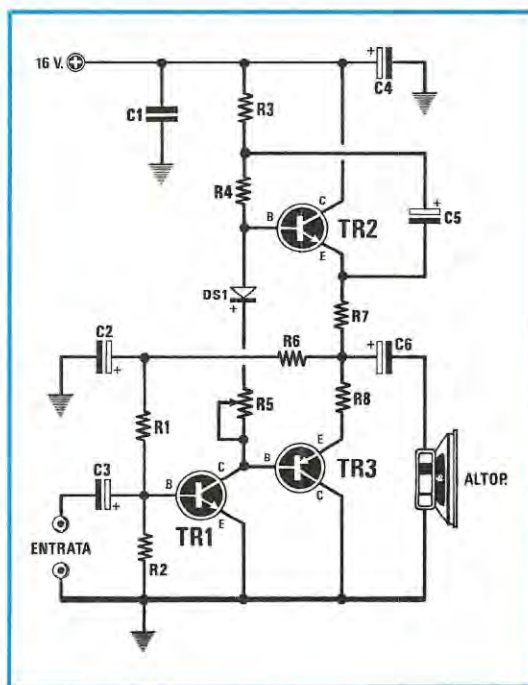 16 V.
C1
R3
C4
R4
B
C
E
TR2
C5
DS1
R7
C2
R6
C6
R1
R5
R8
C3
B
C
E
TR1
B
E
C
TR3
ALTOP.
ENTRATA
R2